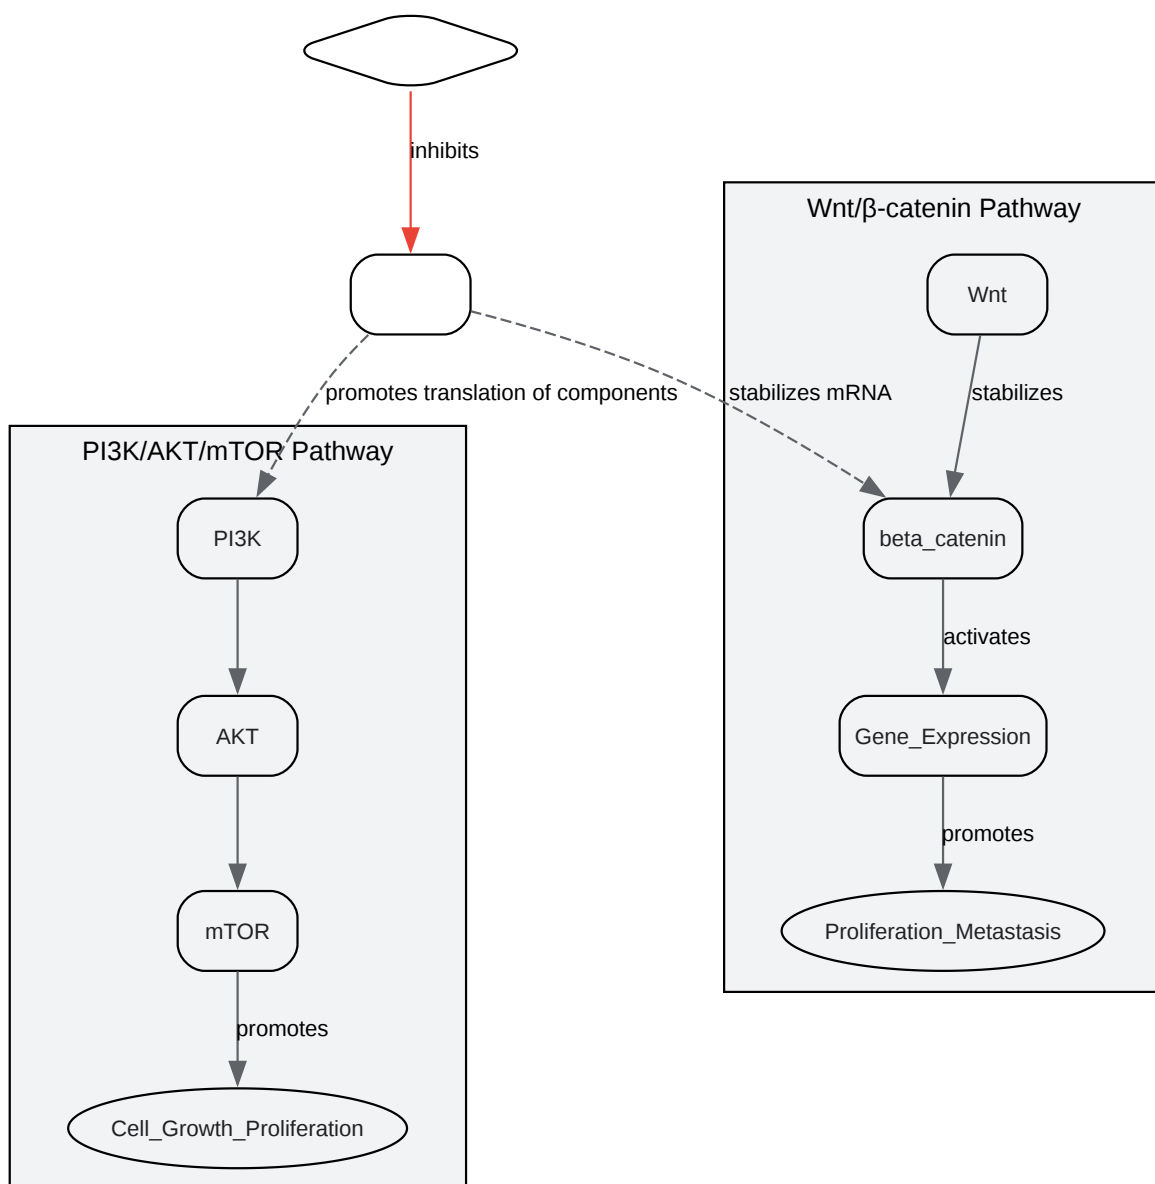 inhibits
Wnt/β-catenin Pathway
Wnt
promotes translation of components
stabilizes mRNA
stabilizes
PI3K/AKT/mTOR Pathway
PI3K
beta_catenin
activates
AKT
Gene_Expression
promotes
mTOR
Proliferation_Metastasis
promotes
Cell_Growth_Proliferation